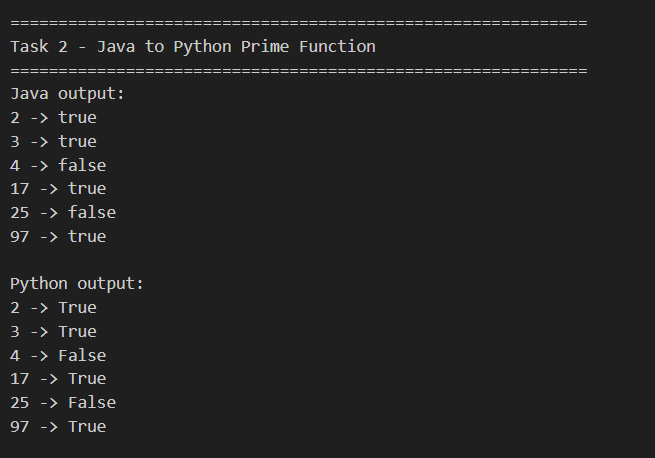 ============================================================
Task 2 - Java to Python Prime Function
============================================================
Java output:
2 -> true
3 -> true
4 -> false
17 -> true
25 -> false
97 -> true

Python output:
2 -> True
3 -> True
4 -> False
17 -> True
25 -> False
97 -> True